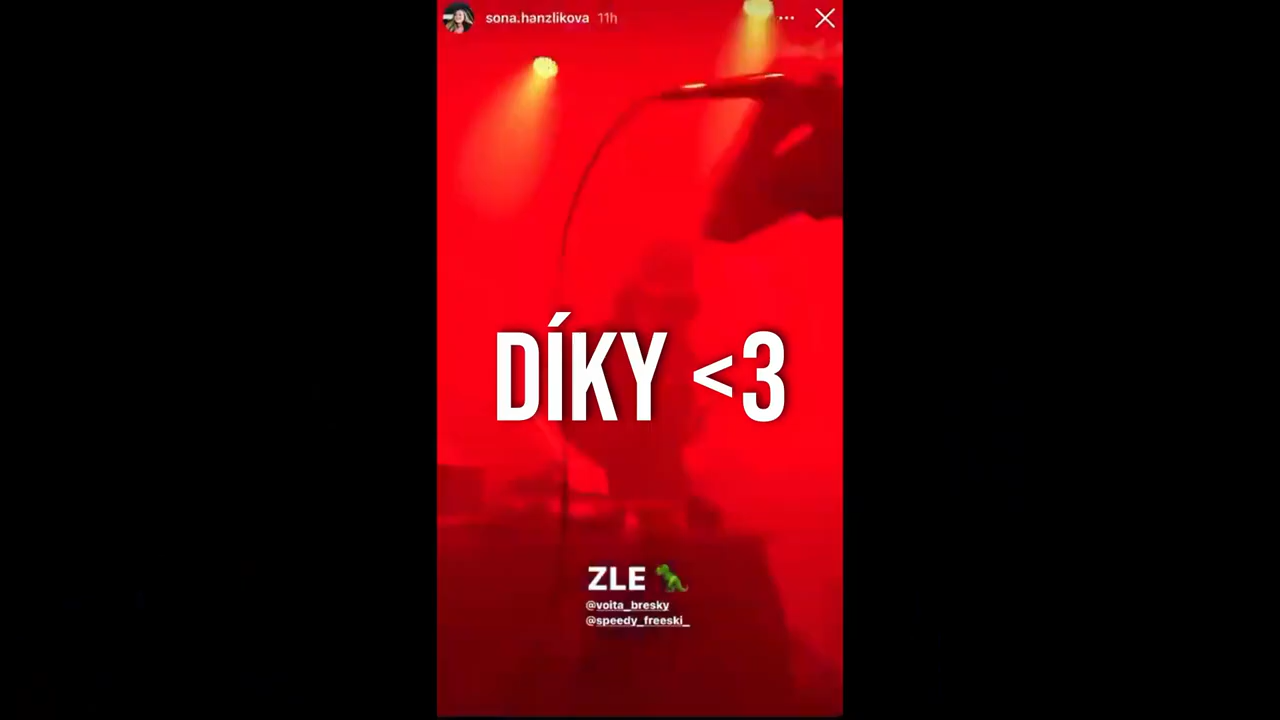 sona.hanzlikova 11h
DÍKY <3
ZLE 🦖
@voita_bresky
@speedy_freeski_